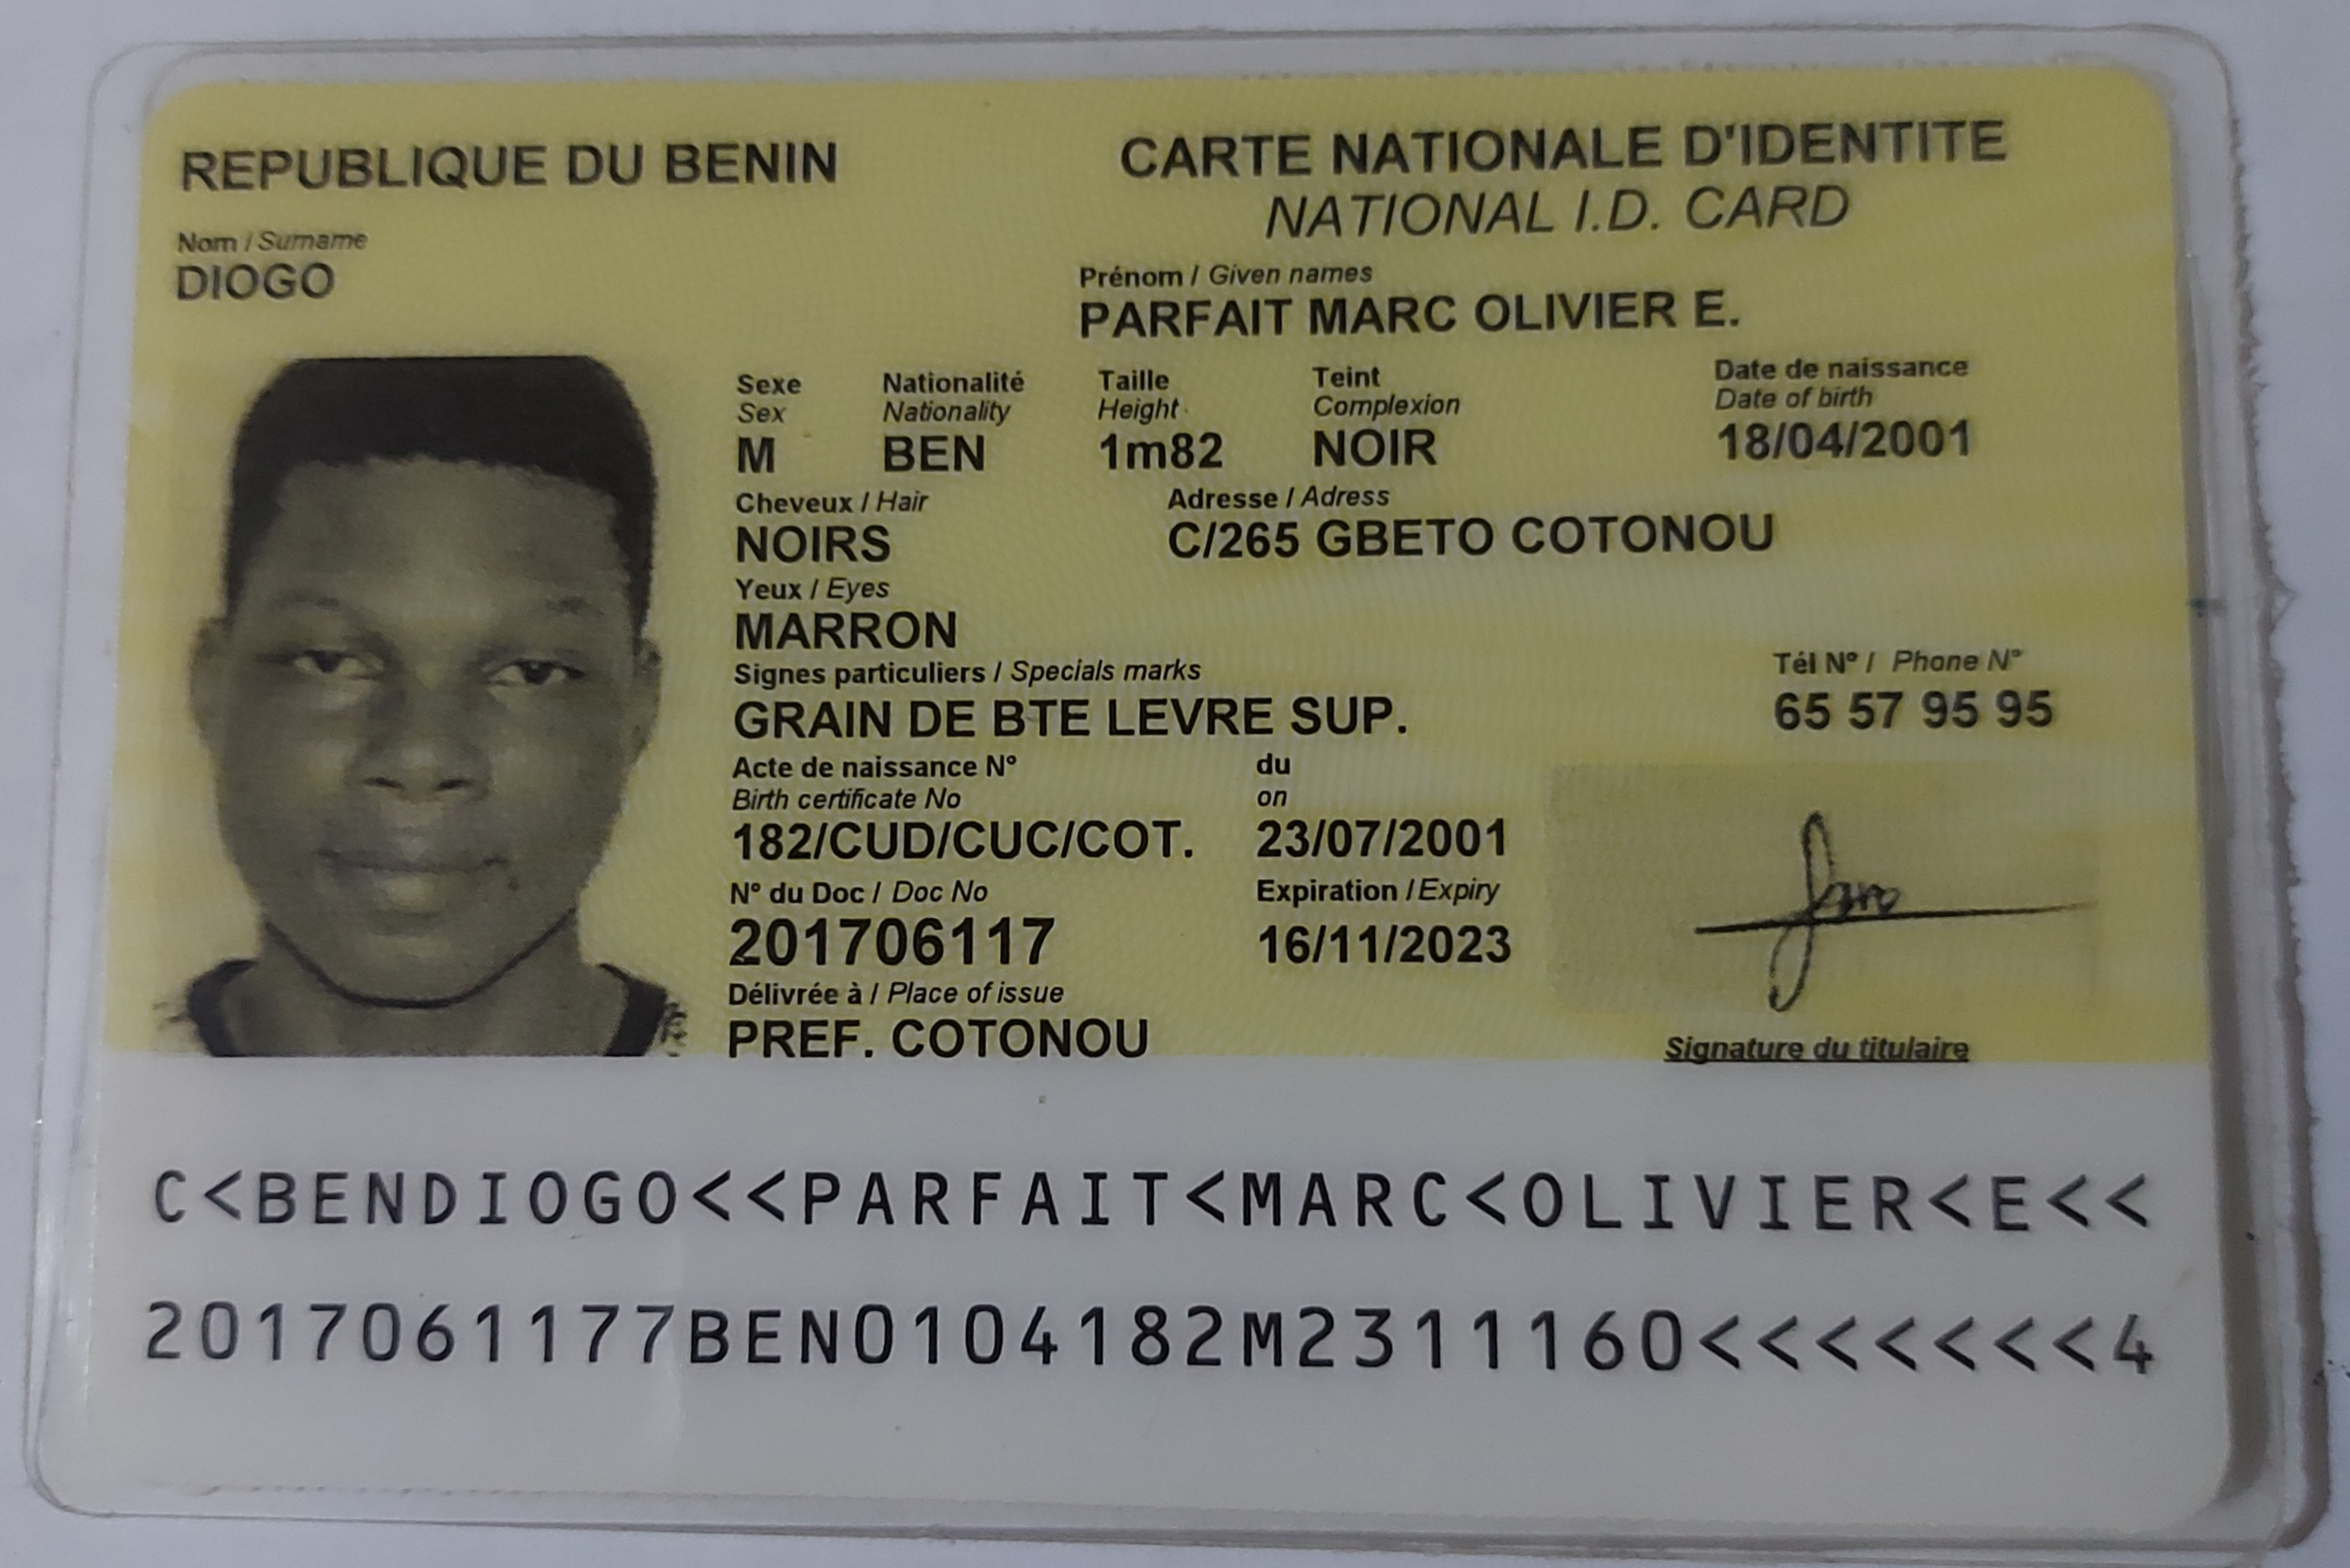 REPUBLIQUE DU BENIN
CARTE NATIONALE D'IDENTITE
NATIONAL I.D. CARD
Nom / Surname
DIOGO
Prénom / Given names
PARFAIT MARC OLIVIER E.
Sexe Nationalité Taille Teint Date de naissance
Sex Nationality Height Complexion Date of birth
M BEN 1m82 NOIR 18/04/2001
Cheveux / Hair Adresse / Adress
NOIRS C/265 GBETO COTONOU
Yeux / Eyes
MARRON
Signes particuliers / Specials marks Tél N° / Phone N°
GRAIN DE BTE LEVRE SUP. 65 57 95 95
Acte de naissance N° du
Birth certificate No on
182/CUD/CUC/COT. 23/07/2001
N° du Doc / Doc No Expiration / Expiry
201706117 16/11/2023
Délivrée à / Place of issue
PREF. COTONOU
Signature du titulaire
C<BENDIOGO<<PARFAIT<MARC<OLIVIER<E<<
2017061177BEN0104182M2311160<<<<<<<<4